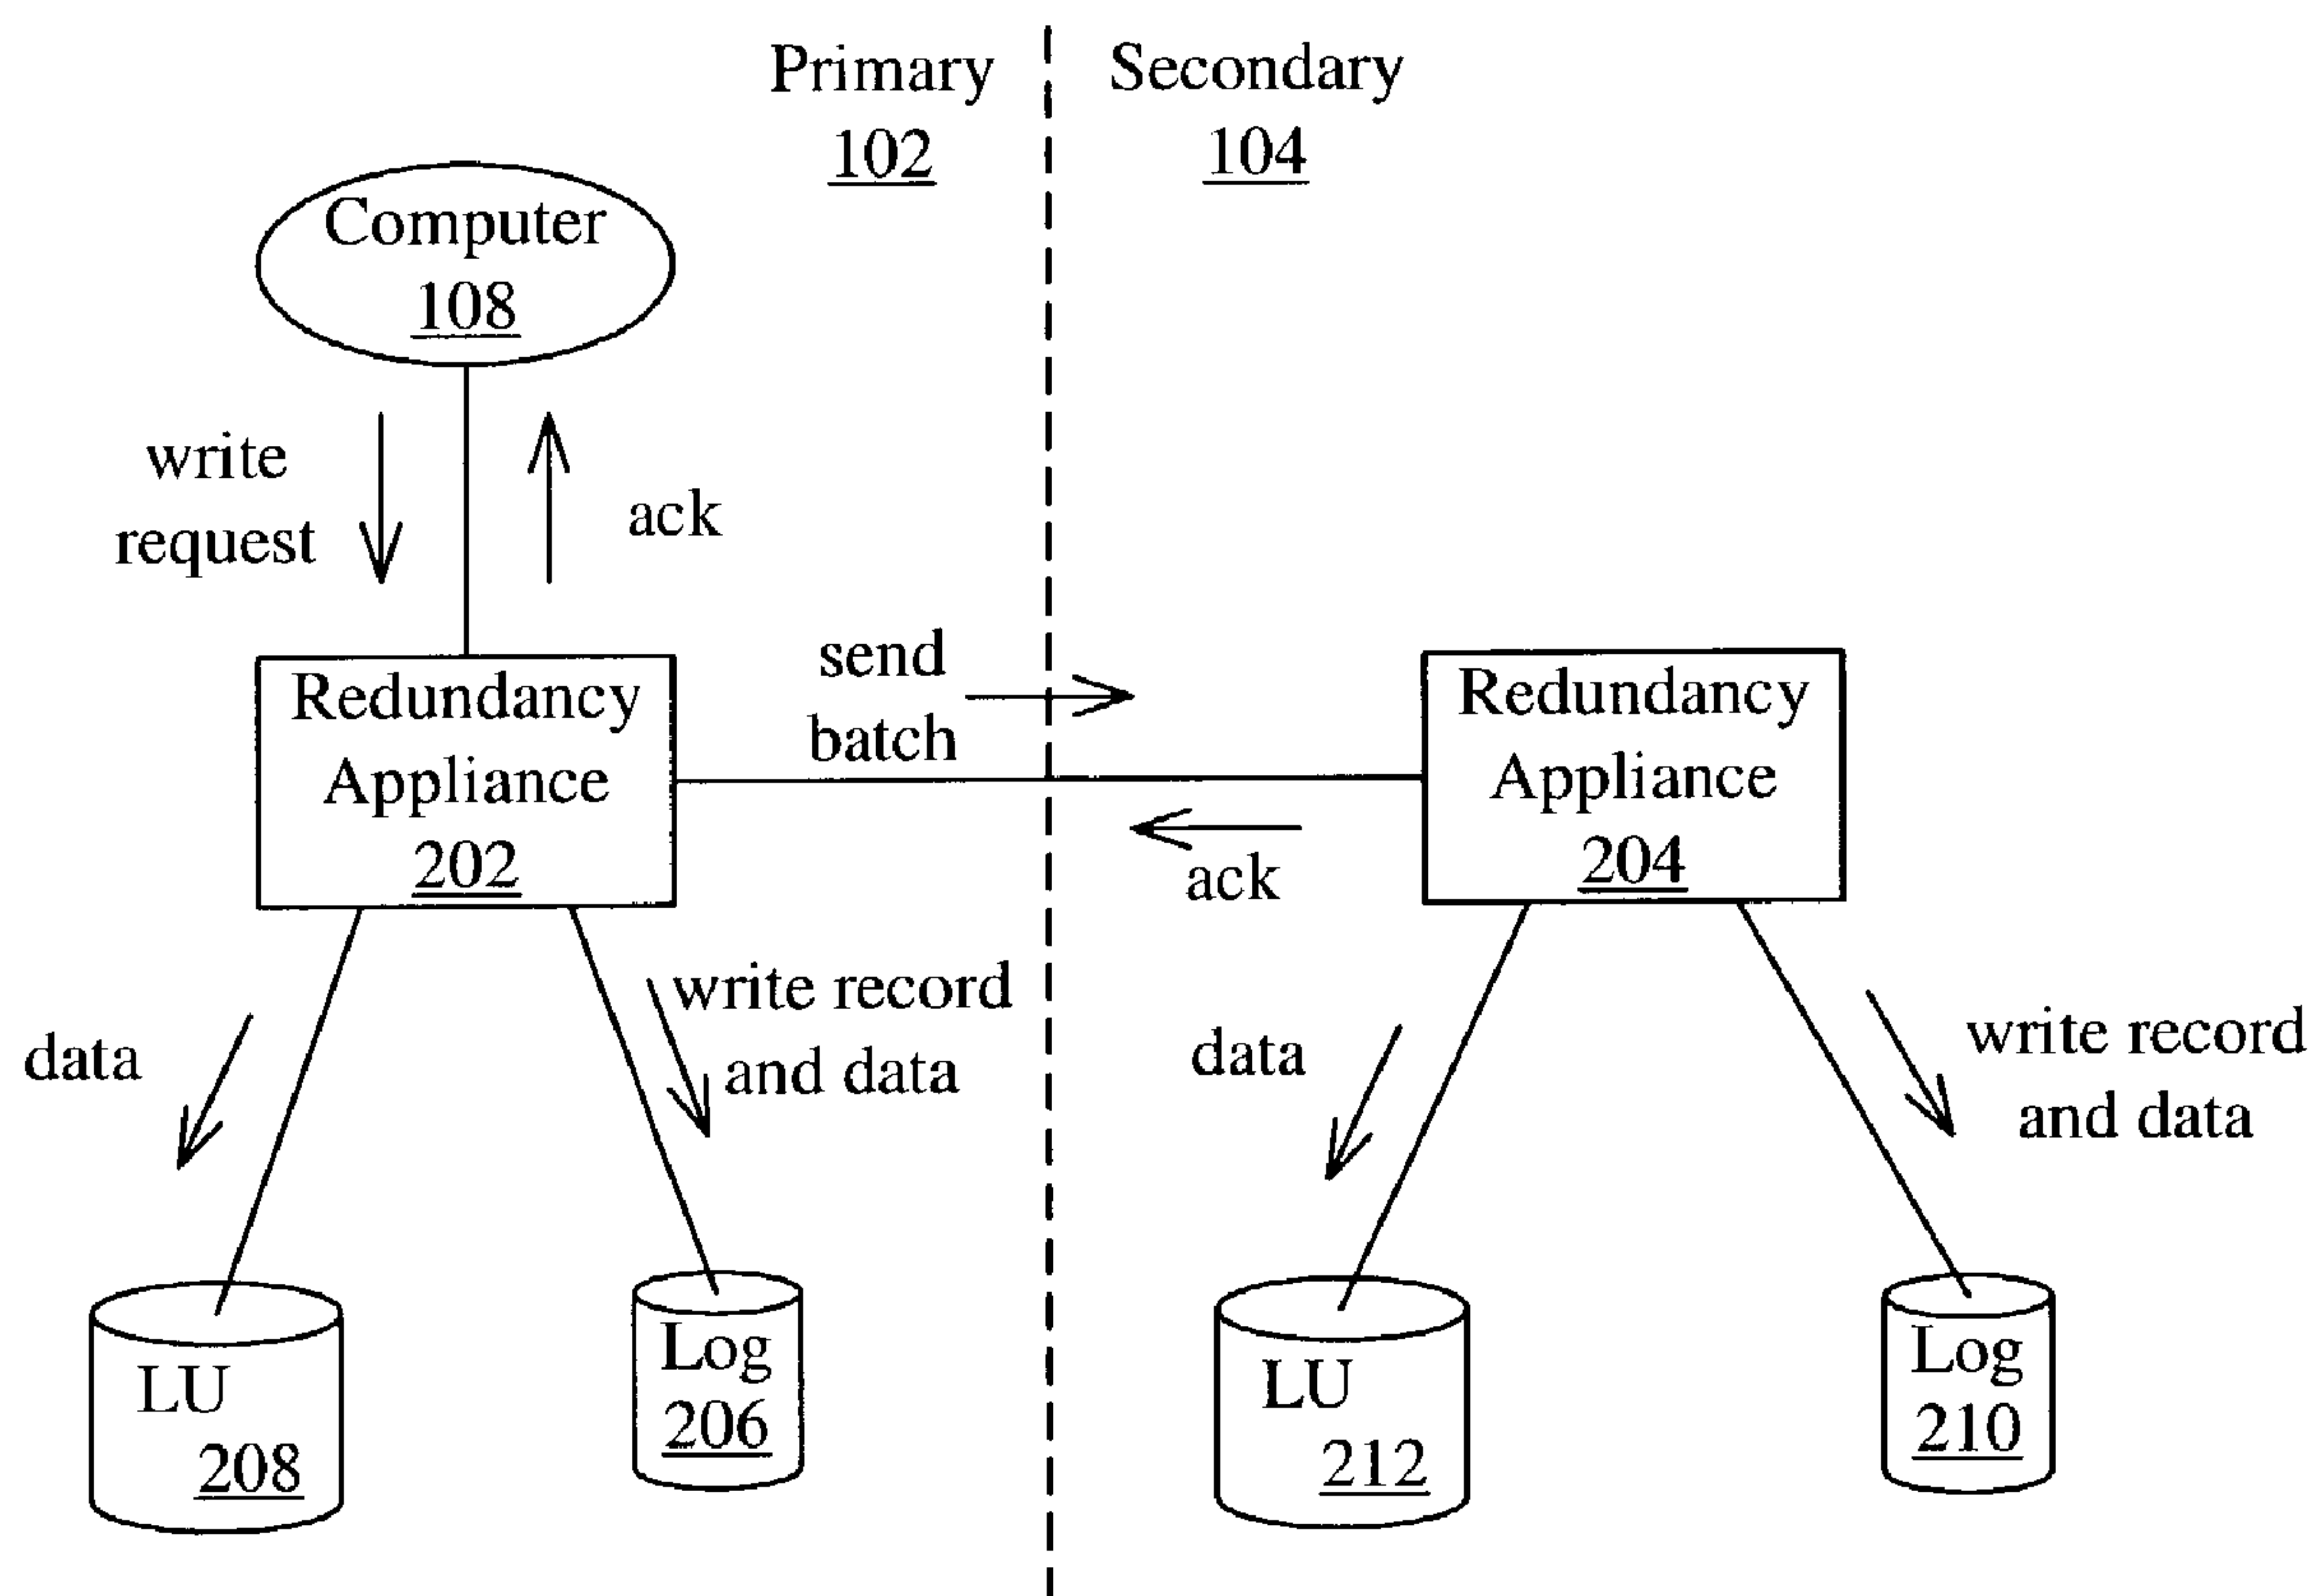 Primary
102
Secondary
104
Computer
108
write
request
ack
send
batch
Redundancy
Appliance
202
Redundancy
Appliance
204
ack
data
write record
and data
data
write record
and data
LU
208
Log
206
LU
212
Log
210